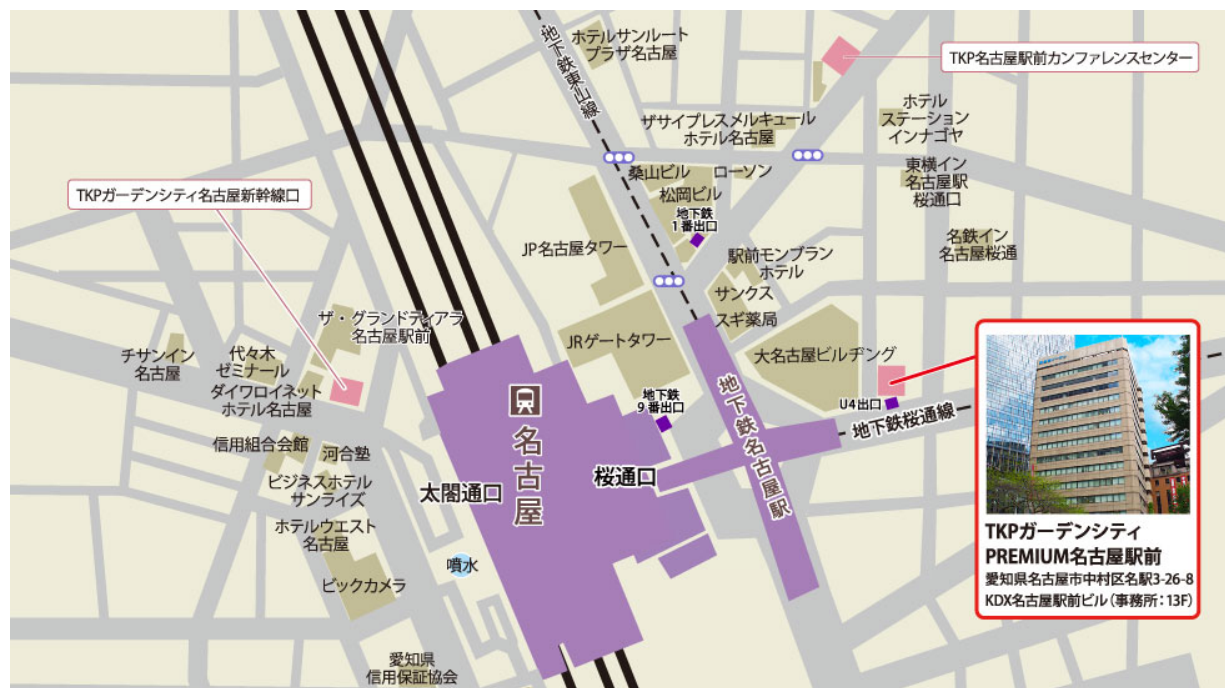 ホテルサンルート
プラザ名古屋
地下鉄東山線
TKP名古屋駅前カンファレンスセンター
ホテル
ステーション
インナゴヤ
ザサイプレスメルキュール
ホテル名古屋
桑山ビル
ローソン
松岡ビル
東横イン
名古屋駅
桜通口
TKPガーデンシティ名古屋新幹線口
地下鉄
1番出口
JP名古屋タワー
名鉄イン
名古屋桜通
駅前モンブラン
ホテル
サンクス
スギ薬局
ザ・グランドティアラ
名古屋駅前
JRゲートタワー
大名古屋ビルヂング
チサンイン
名古屋
代々木
ゼミナール
ダイワロイネット
ホテル名古屋
地下鉄
9番出口
U4出口
地下鉄桜通線
地下鉄名古屋駅
名古屋
信用組合会館
河合塾
太閤通口
桜通口
ビジネスホテル
サンライズ
ホテルウエスト
名古屋
噴水
ビックカメラ
愛知県
信用保証協会
TKPガーデンシティ
PREMIUM名古屋駅前
愛知県名古屋市中村区名駅3-26-8
KDX名古屋駅前ビル(事務所:13F)